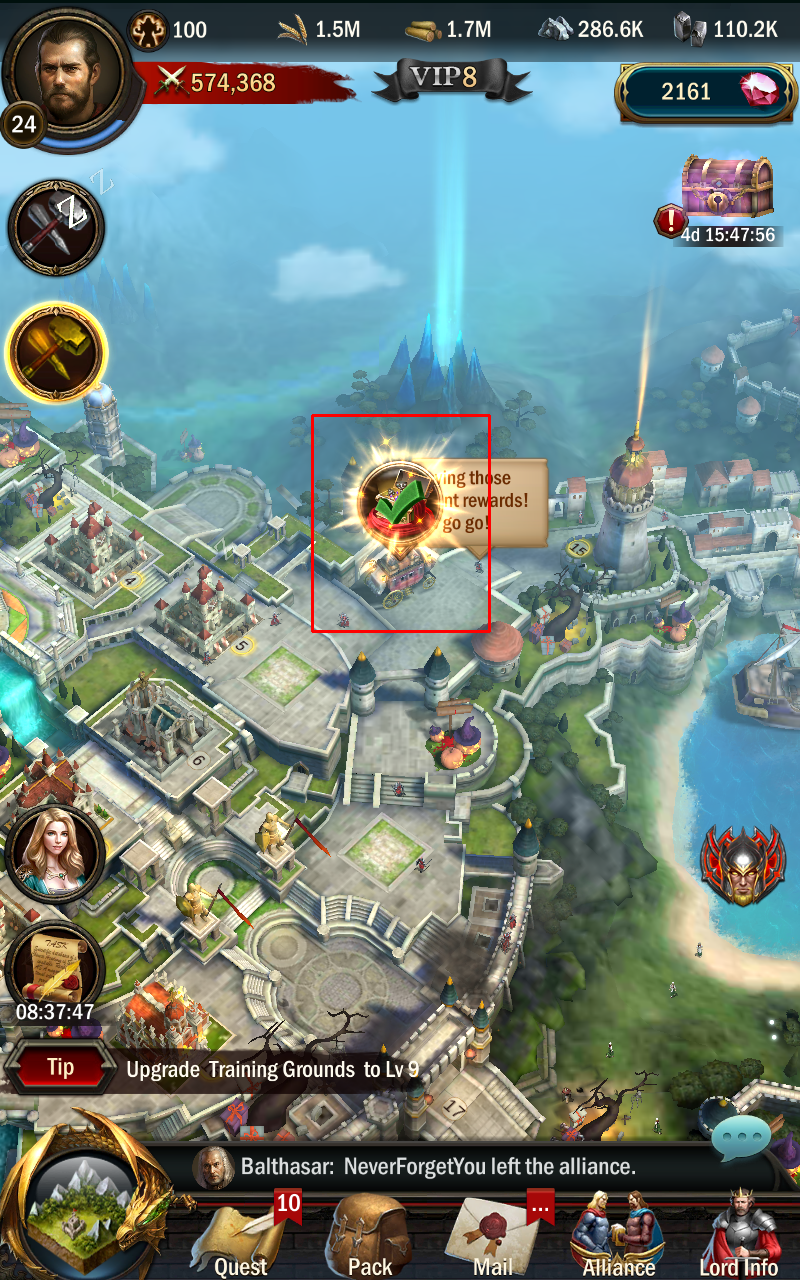 100
1.5M
1.7M
286.6K
110.2K
574,368
VIP8
2161
24
4d 15:47:56
those
rewards!
go go!
15
4
5
6
TASK
08:37:47
Tip
Upgrade Training Grounds to Lv 9
17
Balthasar: NeverForgetYou left the alliance.
10
...
Quest
Pack
Mail
Alliance
Lord Info